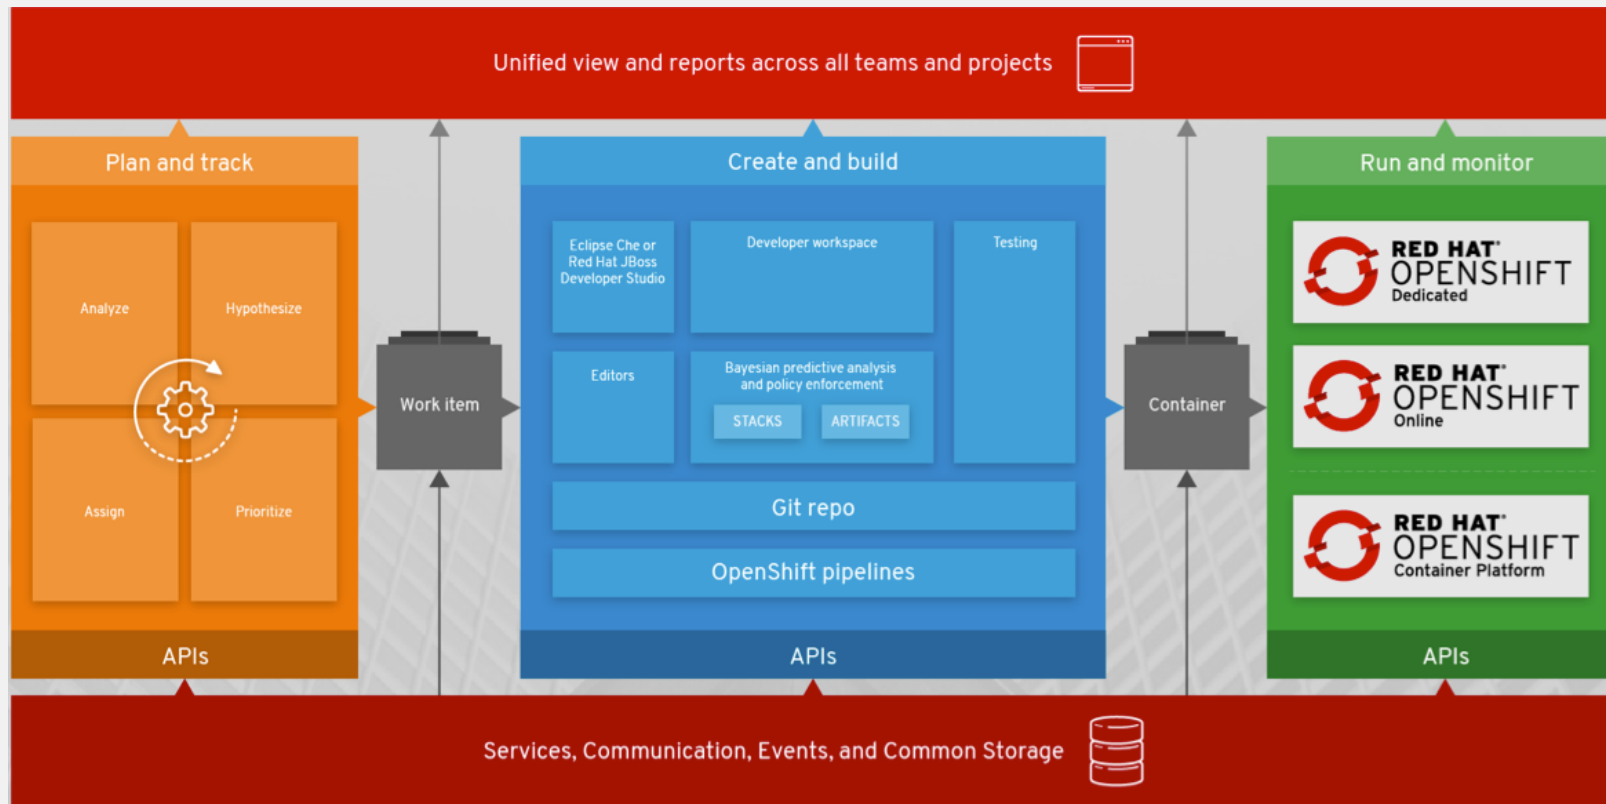 Unified view and reports across all teams and projects
Plan and track
Analyze
Hypothesize
Assign
Prioritize
APIs
Work item
Create and build
Eclipse Che or
Red Hat JBoss
Developer Studio
Developer workspace
Testing
Editors
Bayesian predictive analysis
and policy enforcement
STACKS
ARTIFACTS
Git repo
OpenShift pipelines
APIs
Container
Run and monitor
RED HAT®
OPENSHIFT
Dedicated
RED HAT®
OPENSHIFT
Online
RED HAT®
OPENSHIFT
Container Platform
APIs
Services, Communication, Events, and Common Storage